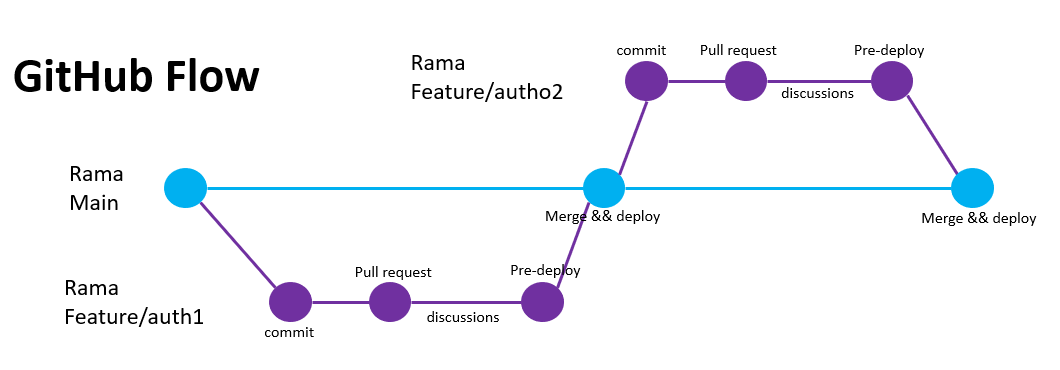 GitHub Flow
Rama
Feature/autho2
commit
Pull request
Pre-deploy
discussions
Rama
Main
Merge && deploy
Merge && deploy
Rama
Feature/auth1
Pull request
Pre-deploy
commit
discussions